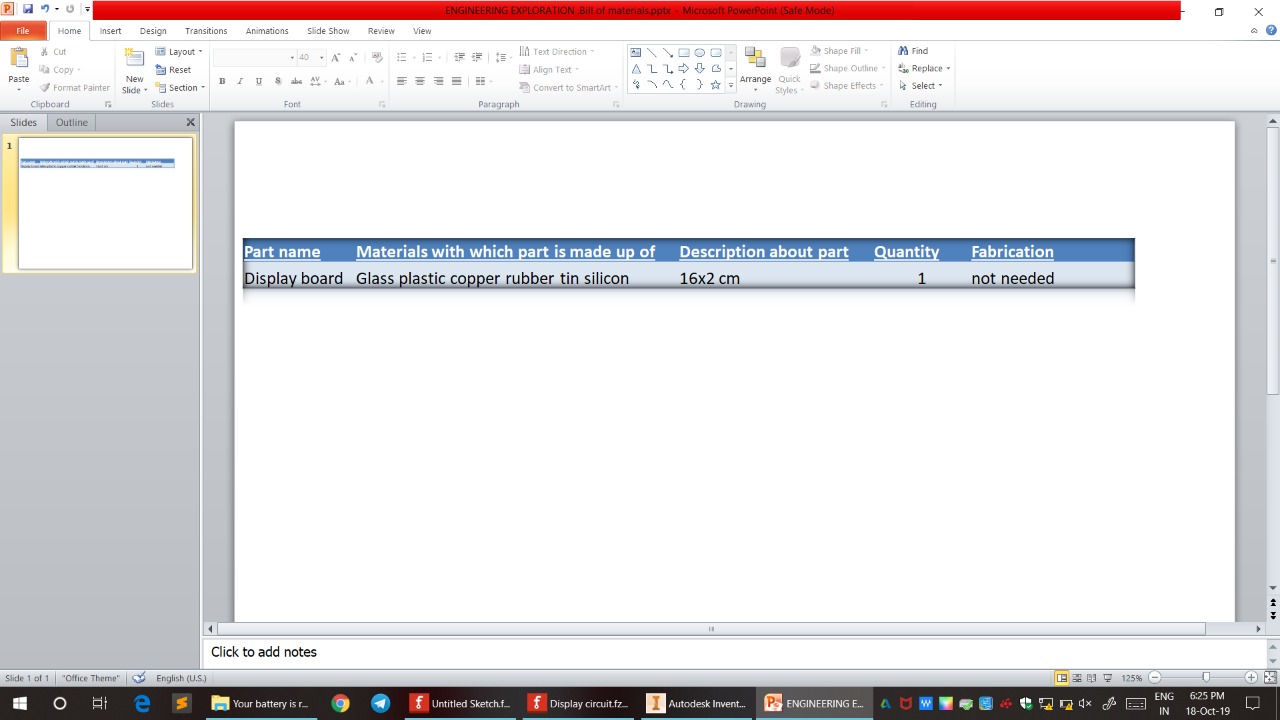 ENGINEERING EXPLORATION .Bill of materials.pptx - Microsoft PowerPoint (Safe Mode)
File Home Insert Design Transitions Animations Slide Show Review View
Paste
Cut
Copy
Format Painter
Clipboard
New Slide
Layout
Reset
Section
Slides
40
B I U S abc AV Aa A
Font
Text Direction
Align Text
Convert to SmartArt
Paragraph
Arrange
Quick Styles
Shape Fill
Shape Outline
Shape Effects
Drawing
Find
Replace
Select
Editing
Slides Outline
1
Part name Materials with which part is made up of Description about part Quantity Fabrication
Display board Glass plastic copper rubber tin silicon 16x2 cm 1 not needed
Click to add notes
Slide 1 of 1 "Office Theme" English (U.S.) 125%
Your battery is r... Untitled Sketch.f... Display circuit.fz... Autodesk Invent... ENGINEERING E...
ENG 6:25 PM
IN 18-Oct-19